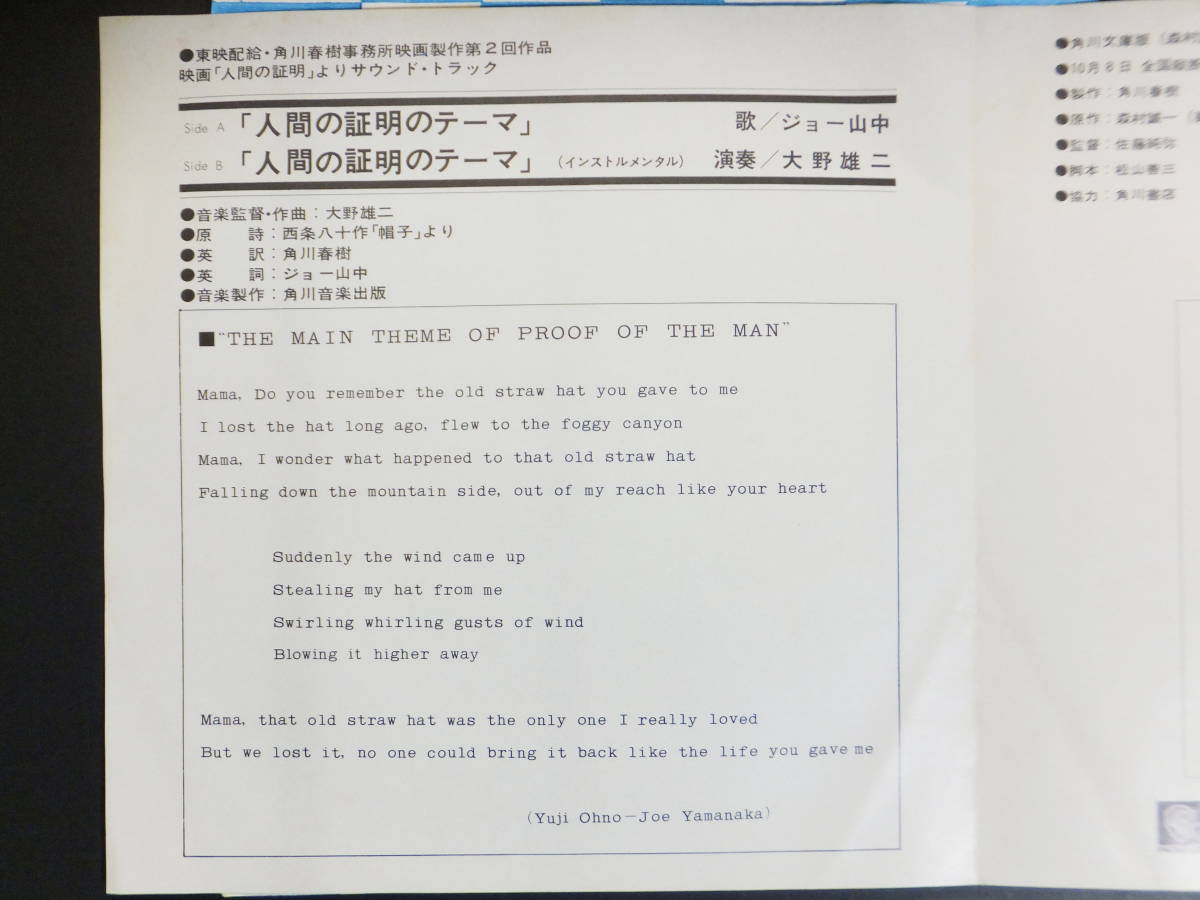 ●東映配給・角川春樹事務所映画製作第2回作品
映画「人間の証明」よりサウンド・トラック
Side A 「人間の証明のテーマ」 歌／ジョー山中
Side B 「人間の証明のテーマ」 (インストルメンタル) 演奏／大野雄二
●音楽監督・作曲：大野雄二
●原 詩：西条八十作「帽子」より
●英 訳：角川春樹
●英 詞：ジョー山中
●音楽製作：角川音楽出版
■“THE MAIN THEME OF PROOF OF THE MAN”
Mama, Do you remember the old straw hat you gave to me
I lost the hat long ago, flew to the foggy canyon
Mama, I wonder what happened to that old straw hat
Falling down the mountain side, out of my reach like your heart
Suddenly the wind came up
Stealing my hat from me
Swirling whirling gusts of wind
Blowing it higher away
Mama, that old straw hat was the only one I really loved
But we lost it, no one could bring it back like the life you gave me
(Yuji Ohno—Joe Yamanaka)
●角川文庫版（森村
●10月8日 全国
●製作：角川春樹
●原作：森村誠一（
●監督：佐藤純弥
●脚本：松山善三
●協力：角川書店